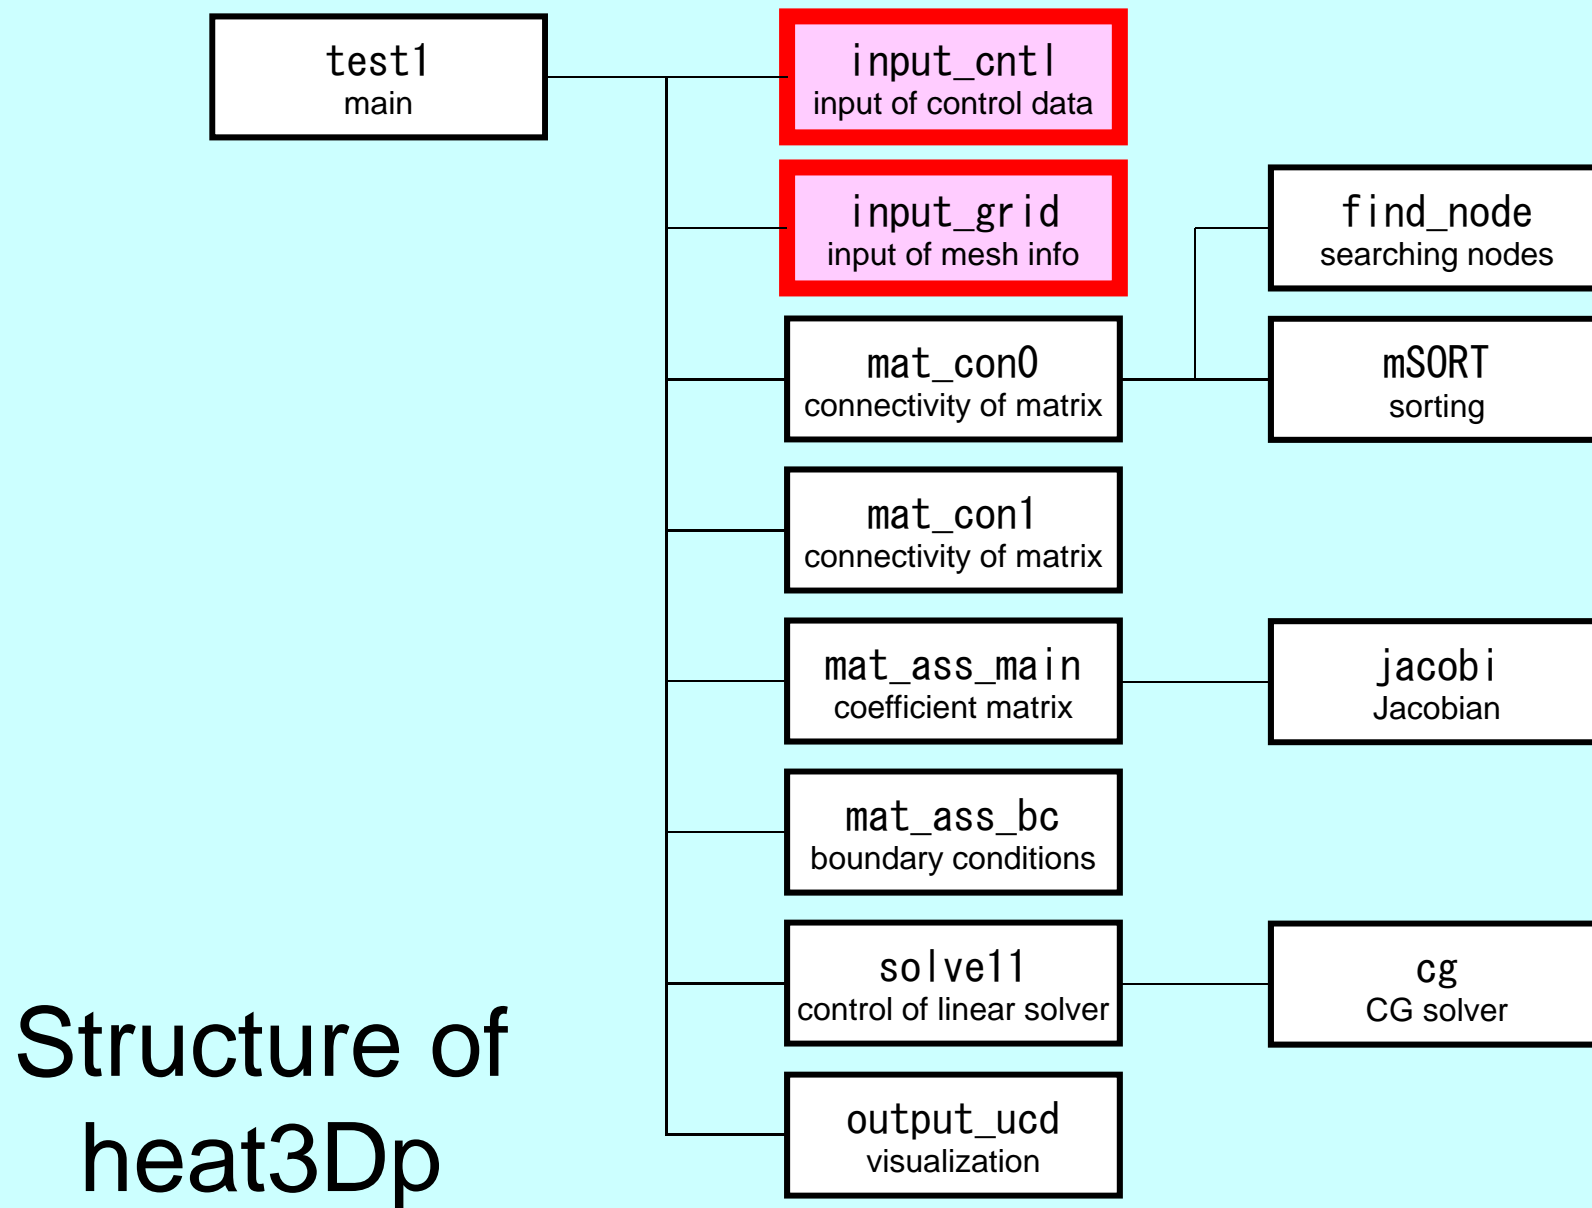 test1
main
input_cntl
input of control data
input_grid
input of mesh info
find_node
searching nodes
mat_con0
connectivity of matrix
mSORT
sorting
mat_con1
connectivity of matrix
mat_ass_main
coefficient matrix
jacobi
Jacobian
mat_ass_bc
boundary conditions
solve11
control of linear solver
cg
CG solver
output_ucd
visualization
Structure of
heat3Dp